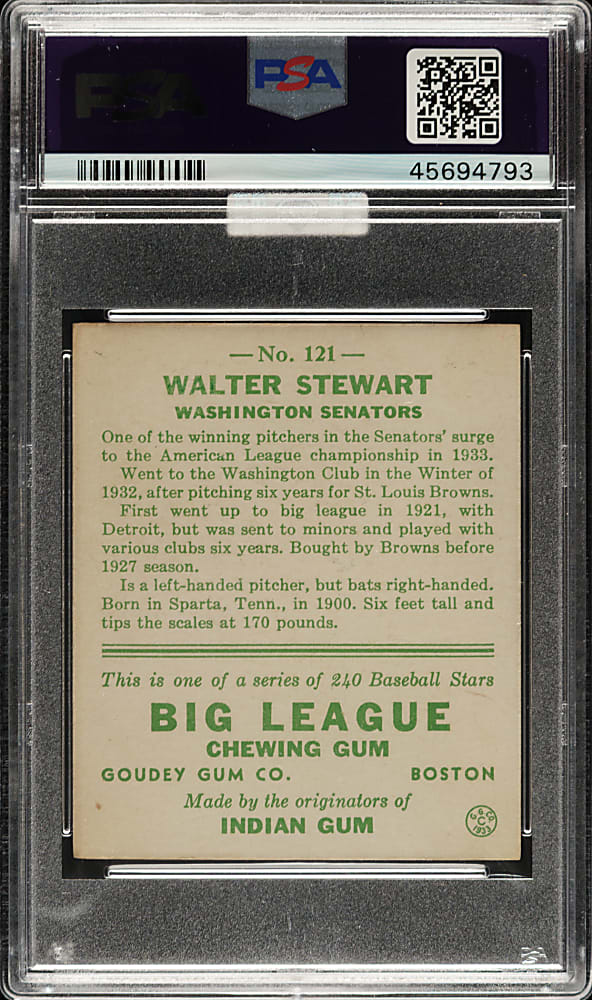 PSA
PSA
45694793
— No. 121 —
WALTER STEWART
WASHINGTON SENATORS
One of the winning pitchers in the Senators' surge
to the American League championship in 1933.
Went to the Washington Club in the Winter of
1932, after pitching six years for St. Louis Browns.
First went up to big league in 1921, with
Detroit, but was sent to minors and played with
various clubs six years. Bought by Browns before
1927 season.
Is a left-handed pitcher, but bats right-handed.
Born in Sparta, Tenn., in 1900. Six feet tall and
tips the scales at 170 pounds.
This is one of a series of 240 Baseball Stars
BIG LEAGUE
CHEWING GUM
GOUDEY GUM CO. BOSTON
Made by the originators of
INDIAN GUM
G. G. CO.
C
1933
PSA